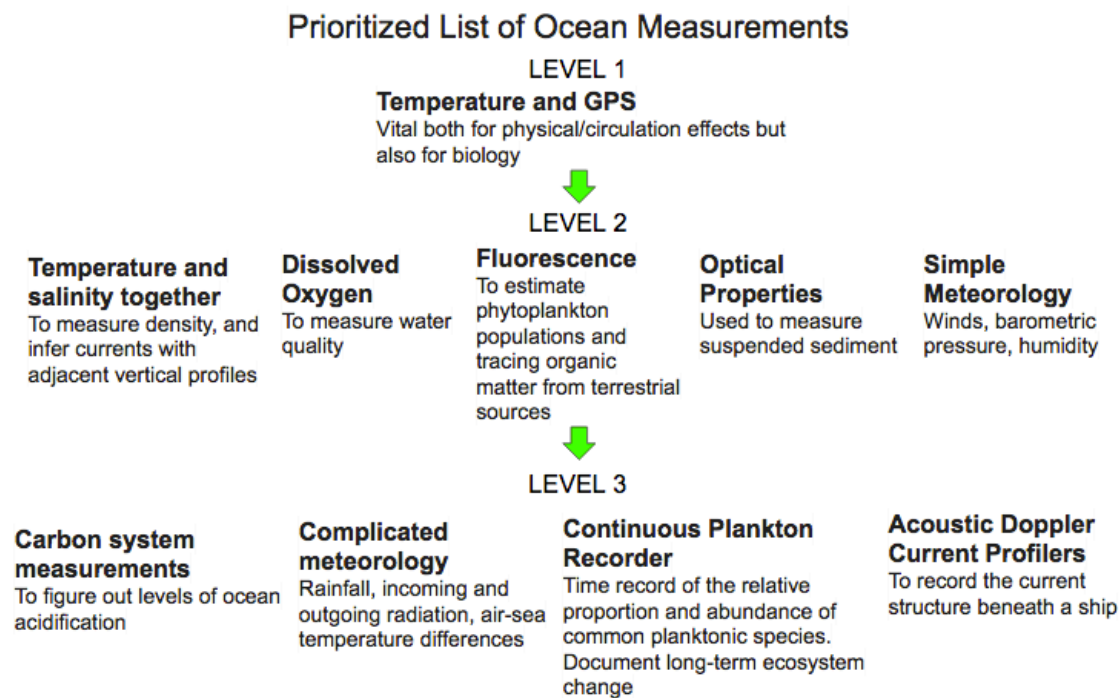 Prioritized List of Ocean Measurements
LEVEL 1
Temperature and GPS
Vital both for physical/circulation effects but
also for biology
LEVEL 2
Temperature and
salinity together
To measure density, and
infer currents with
adjacent vertical profiles
Dissolved
Oxygen
To measure water
quality
Fluorescence
To estimate
phytoplankton
populations and
tracing organic
matter from terrestrial
sources
Optical
Properties
Used to measure
suspended sediment
Simple
Meteorology
Winds, barometric
pressure, humidity
LEVEL 3
Carbon system
measurements
To figure out levels of ocean
acidification
Complicated
meteorology
Rainfall, incoming and
outgoing radiation, air-sea
temperature differences
Continuous Plankton
Recorder
Time record of the relative
proportion and abundance of
common planktonic species.
Document long-term ecosystem
change
Acoustic Doppler
Current Profilers
To record the current
structure beneath a ship